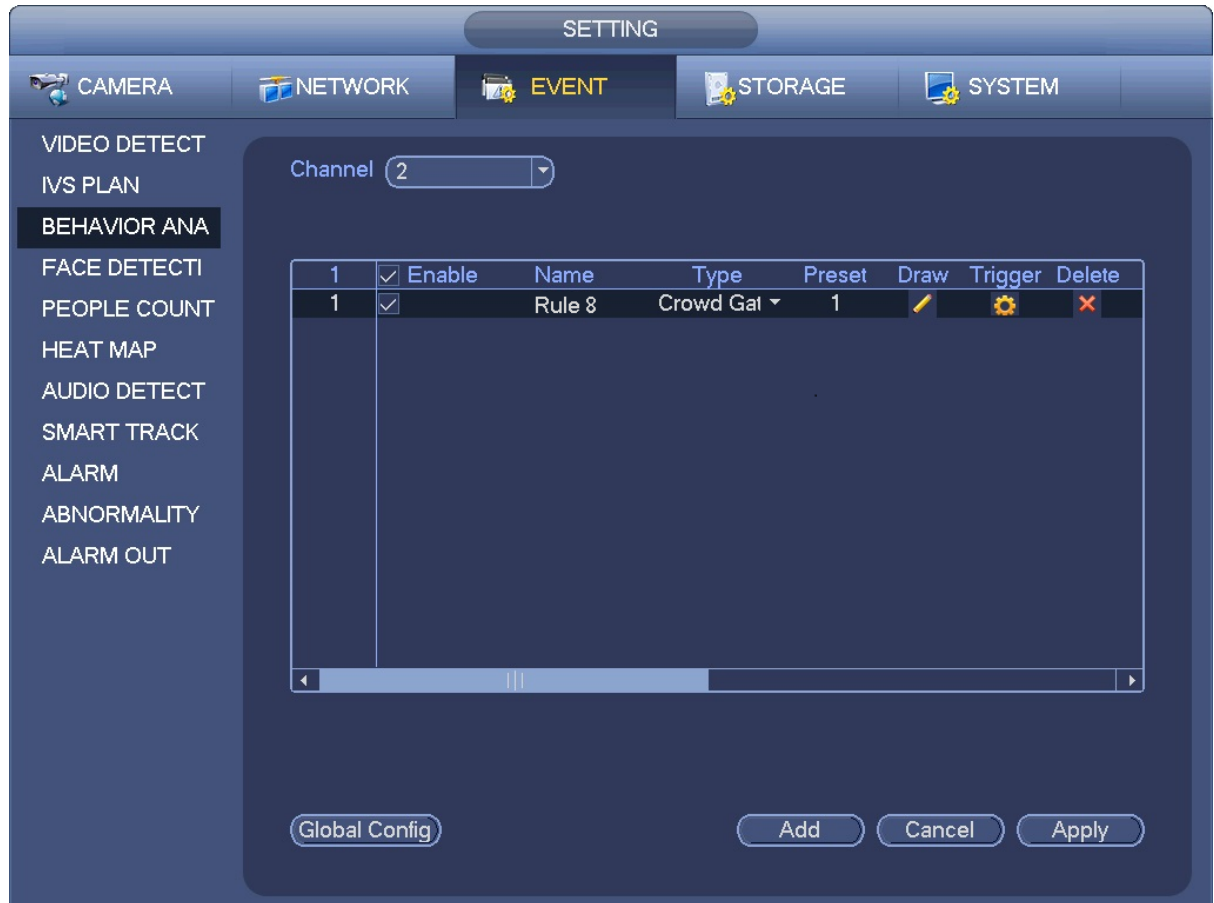 SETTING
CAMERA NETWORK EVENT STORAGE SYSTEM
VIDEO DETECT
IVS PLAN
BEHAVIOR ANA
FACE DETECTI
PEOPLE COUNT
HEAT MAP
AUDIO DETECT
SMART TRACK
ALARM
ABNORMALITY
ALARM OUT
Channel 2
1 Enable Name Type Preset Draw Trigger Delete
1 Rule 8 Crowd Gat 1
Global Config Add Cancel Apply